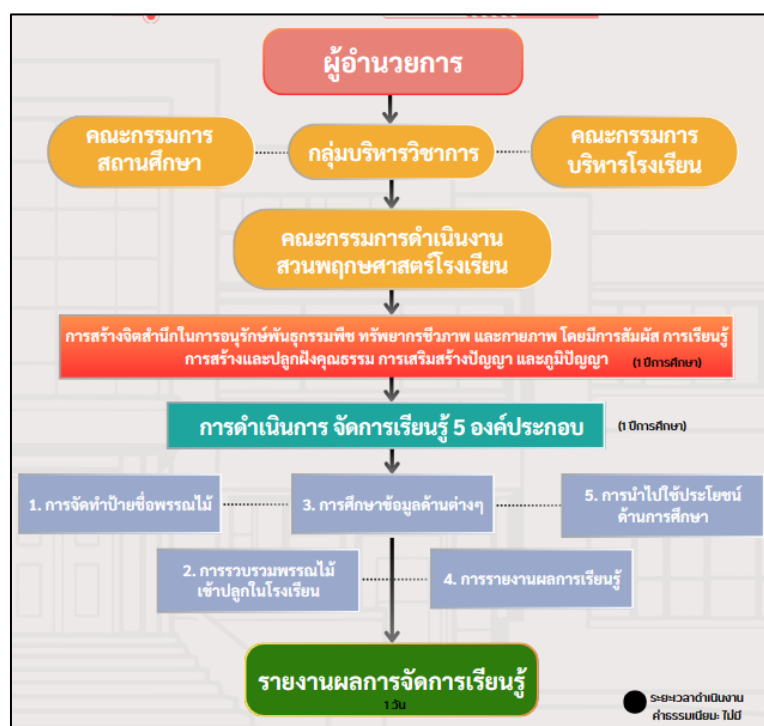 ผู้อำนวยการ
คณะกรรมการ
สถานศึกษา
กลุ่มบริหารวิชาการ
คณะกรรมการ
บริหารโรงเรียน
คณะกรรมการดำเนินงาน
สวนพฤกษศาสตร์โรงเรียน
การสร้างจิตสำนึกในการอนุรักษ์พันธุกรรมพืช ทรัพยากรชีวภาพ และกายภาพ โดยมีการสัมผัส การเรียนรู้
การสร้างและปลูกฝังคุณธรรม การเสริมสร้างปัญญา และภูมิปัญญา (1 ปีการศึกษา)
การดำเนินการ จัดการเรียนรู้ 5 องค์ประกอบ (1 ปีการศึกษา)
1. การจัดทำป้ายชื่อพรรณไม้
3. การศึกษาข้อมูลด้านต่างๆ
5. การนำไปใช้ประโยชน์
ด้านการศึกษา
2. การรวบรวมพรรณไม้
เข้าปลูกในโรงเรียน
4. การรายงานผลการเรียนรู้
รายงานผลการจัดการเรียนรู้
1 วัน
ระยะเวลาดำเนินงาน
ค่าธรรมเนียม: ไม่มี